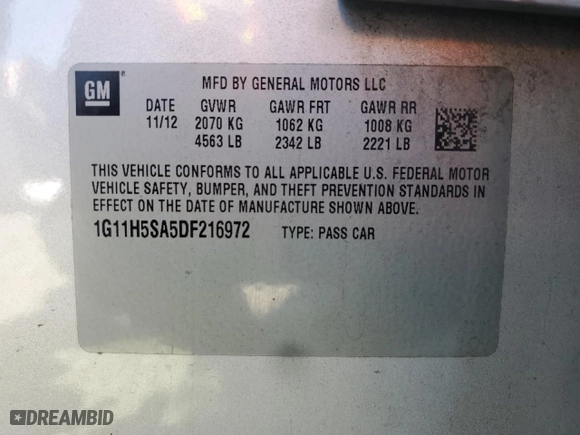 GM ® MFD BY GENERAL MOTORS LLC
DATE GVWR GAWR FRT GAWR RR
11/12 2070 KG 1062 KG 1008 KG
4563 LB 2342 LB 2221 LB
THIS VEHICLE CONFORMS TO ALL APPLICABLE U.S. FEDERAL MOTOR
VEHICLE SAFETY, BUMPER, AND THEFT PREVENTION STANDARDS IN
EFFECT ON THE DATE OF MANUFACTURE SHOWN ABOVE.
1G11H5SA5DF216972 TYPE: PASS CAR
DREAMBID